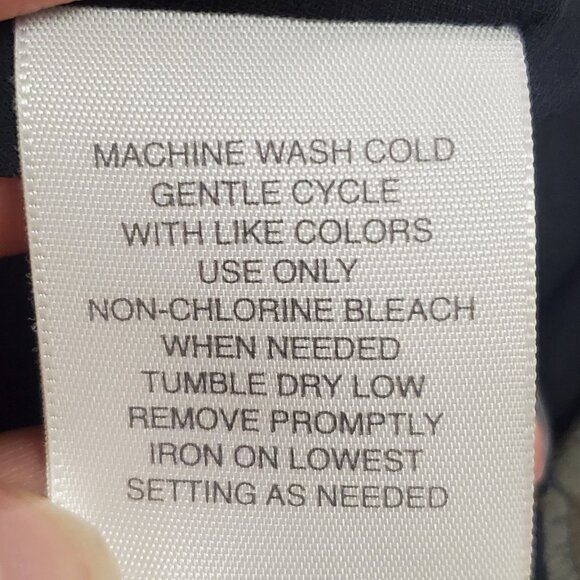 MACHINE WASH COLD
GENTLE CYCLE
WITH LIKE COLORS
USE ONLY
NON-CHLORINE BLEACH
WHEN NEEDED
TUMBLE DRY LOW
REMOVE PROMPTLY
IRON ON LOWEST
SETTING AS NEEDED